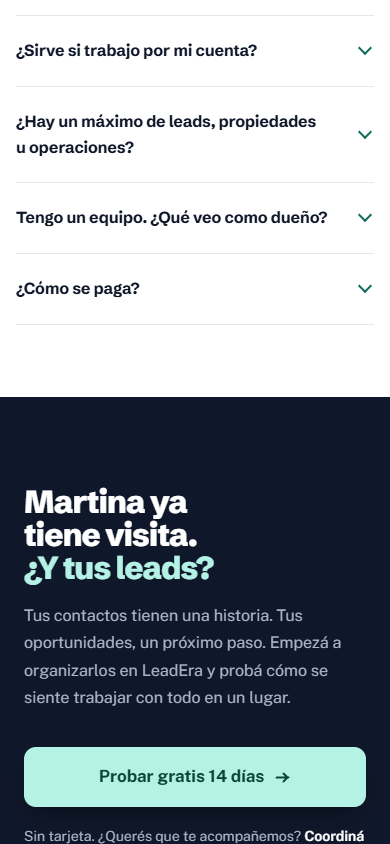 ¿Sirve si trabajo por mi cuenta?
¿Hay un máximo de leads, propiedades
u operaciones?
Tengo un equipo. ¿Qué veo como dueño?
¿Cómo se paga?
Martina ya
tiene visita.
¿Y tus leads?
Tus contactos tienen una historia. Tus
oportunidades, un próximo paso. Empezá a
organizarlos en LeadEra y probá cómo se
siente trabajar con todo en un lugar.
Probar gratis 14 días →
Sin tarjeta. ¿Querés que te acompañemos? Coordiná